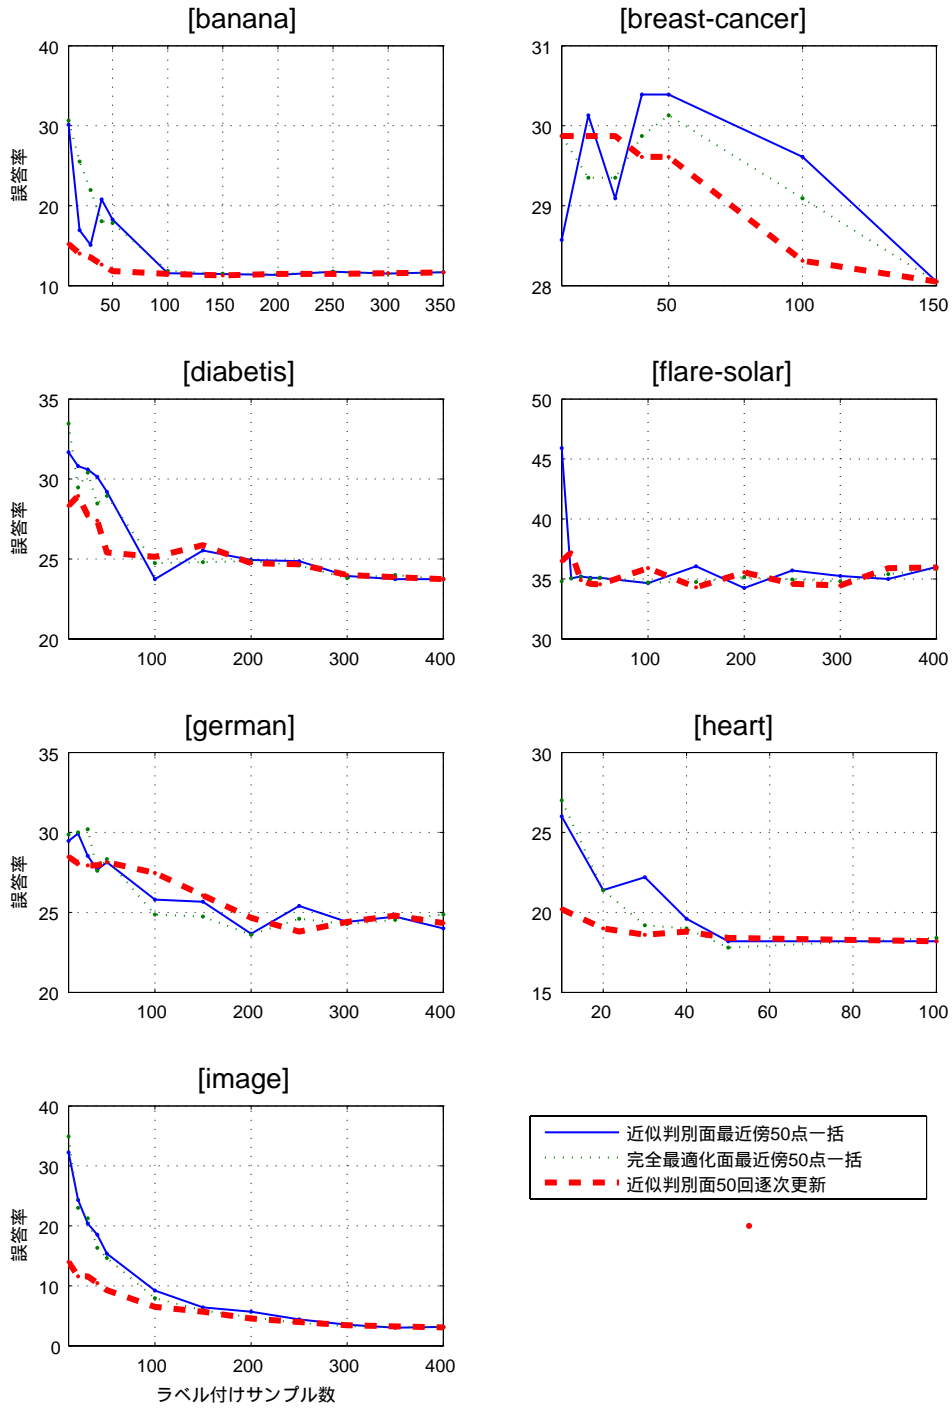 [banana]
誤答率
40
30
20
10
50 100 150 200 250 300 350
[breast-cancer]
31
30
29
28
50 100 150
[diabetis]
誤答率
35
30
25
20
100 200 300 400
[flare-solar]
50
45
40
35
30
100 200 300 400
[german]
誤答率
35
30
25
20
100 200 300 400
[heart]
30
25
20
15
20 40 60 80 100
[image]
誤答率
40
30
20
10
0
100 200 300 400
ラベル付けサンプル数
近似判別面最近傍50点一括
完全最適化面最近傍50点一括
近似判別面50回逐次更新